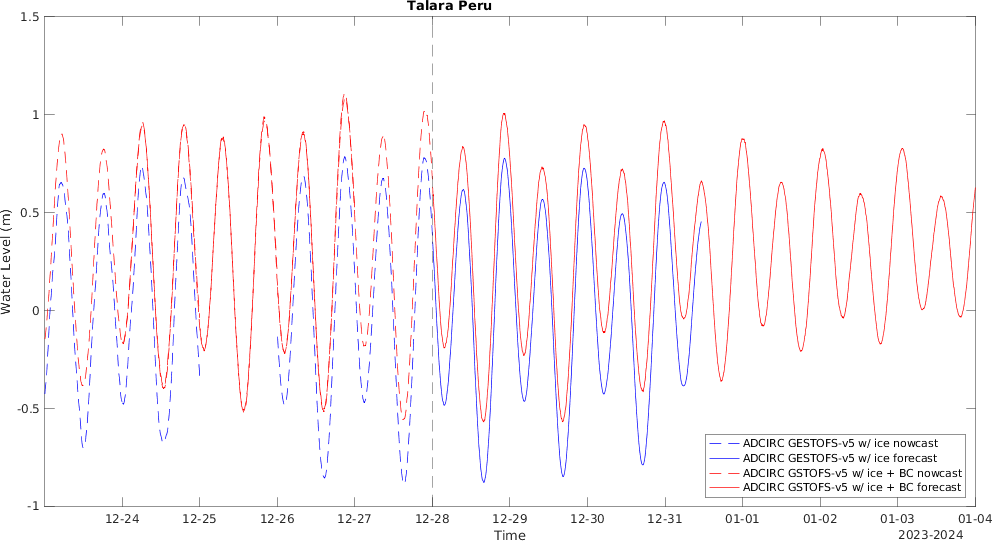 Talara Peru
1.5
1
0.5
0
-0.5
-1
Water Level (m)
12-24 12-25 12-26 12-27 12-28 12-29 12-30 12-31 01-01 01-02 01-03 01-04
Time
2023-2024
ADCIRC GESTOFS-v5 w/ ice nowcast
ADCIRC GESTOFS-v5 w/ ice forecast
ADCIRC GSTOFS-v5 w/ ice + BC nowcast
ADCIRC GSTOFS-v5 w/ ice + BC forecast